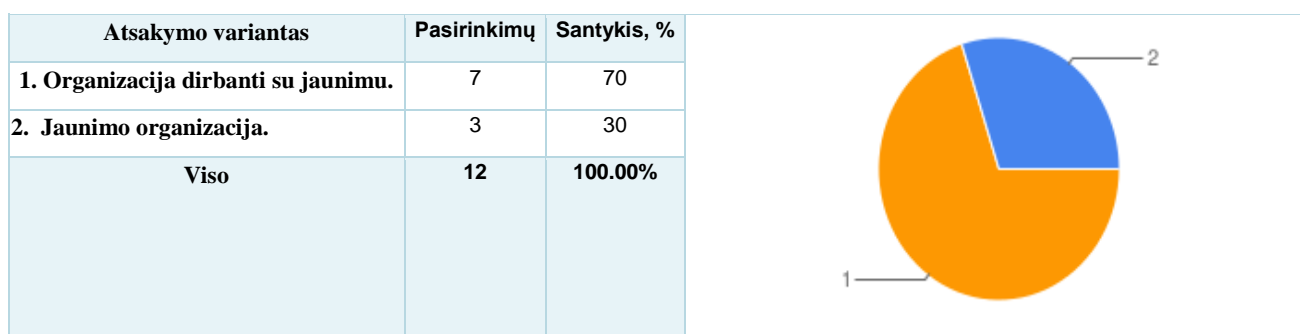 Atsakymo variantas Pasirinkimų Santykis, %
1. Organizacija dirbanti su jaunimu. 7 70
2. Jaunimo organizacija. 3 30
Viso 12 100.00%
2
1